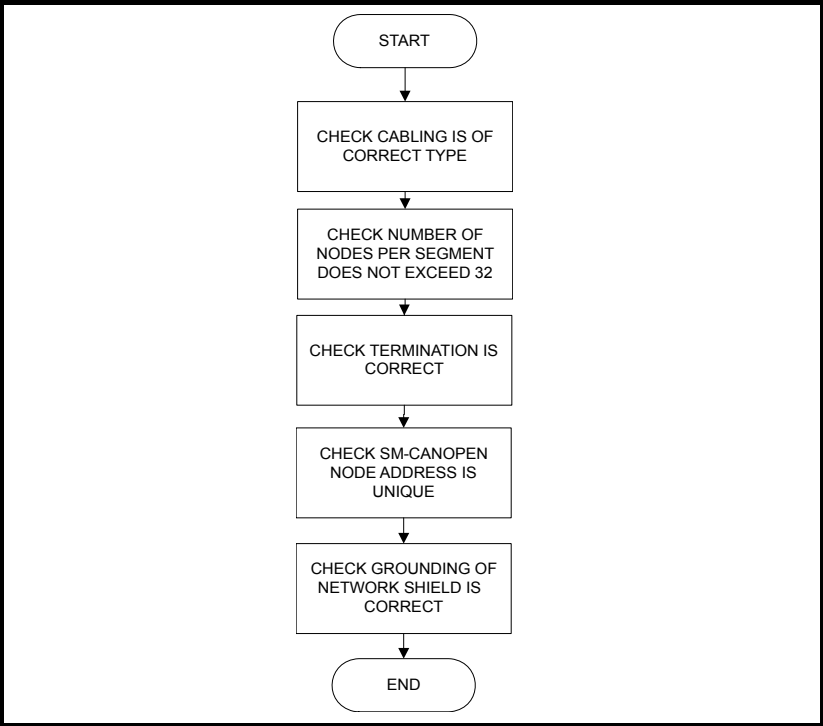 START
CHECK CABLING IS OF
CORRECT TYPE
CHECK NUMBER OF
NODES PER SEGMENT
DOES NOT EXCEED 32
CHECK TERMINATION IS
CORRECT
CHECK SM-CANOPEN
NODE ADDRESS IS
UNIQUE
CHECK GROUNDING OF
NETWORK SHIELD IS
CORRECT
END